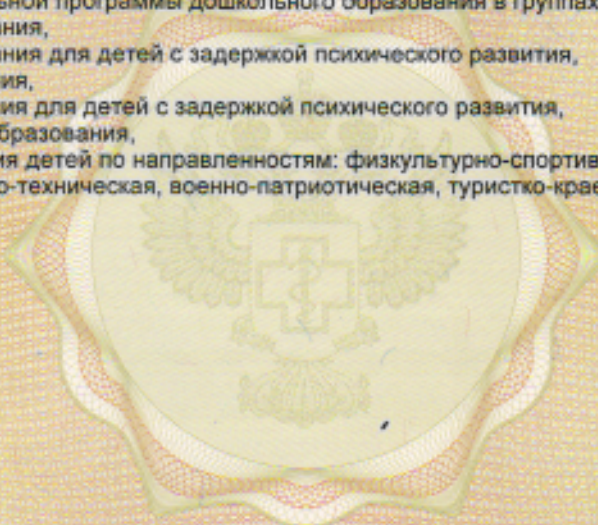 ьной программы дошкольного образования в группах
ания,
ния для детей с задержкой психического развития,
ия,
ия для детей с задержкой психического развития,
бразования,
ия детей по направленностям: физкультурно-спортив
о-техническая, военно-патриотическая, туристко-крае